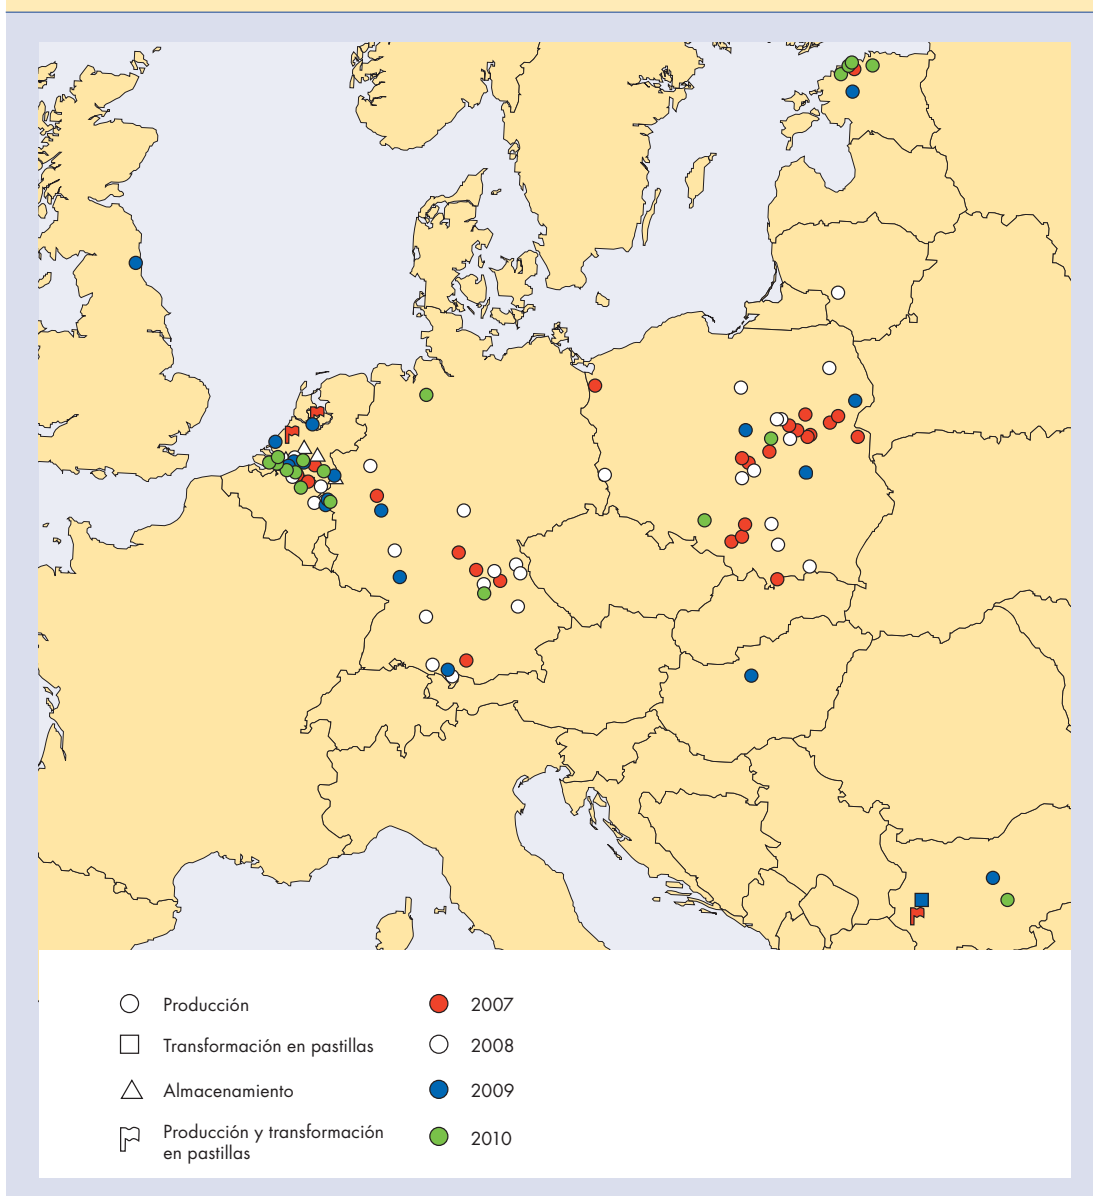 Producción
2007
Transformación en pastillas
2008
Almacenamiento
2009
Producción y transformación
en pastillas
2010